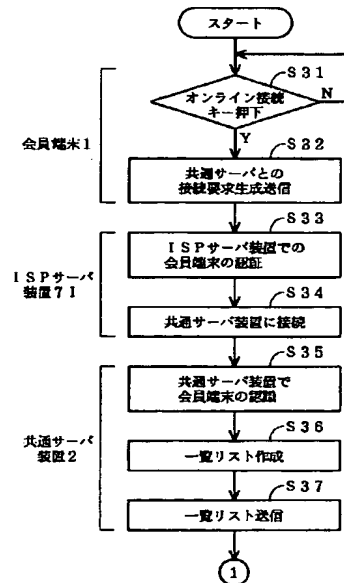 スタート
S31
オンライン接続
キー押下
N
Y
会員端末1
S32
共通サーバとの
接続要求生成送信
S33
ISPサーバ装置での
会員端末の認証
ISPサーバ
装置7I
S34
共通サーバ装置に接続
S35
共通サーバ装置で
会員端末の認証
共通サーバ
装置2
S36
一覧リスト作成
S37
一覧リスト送信
1